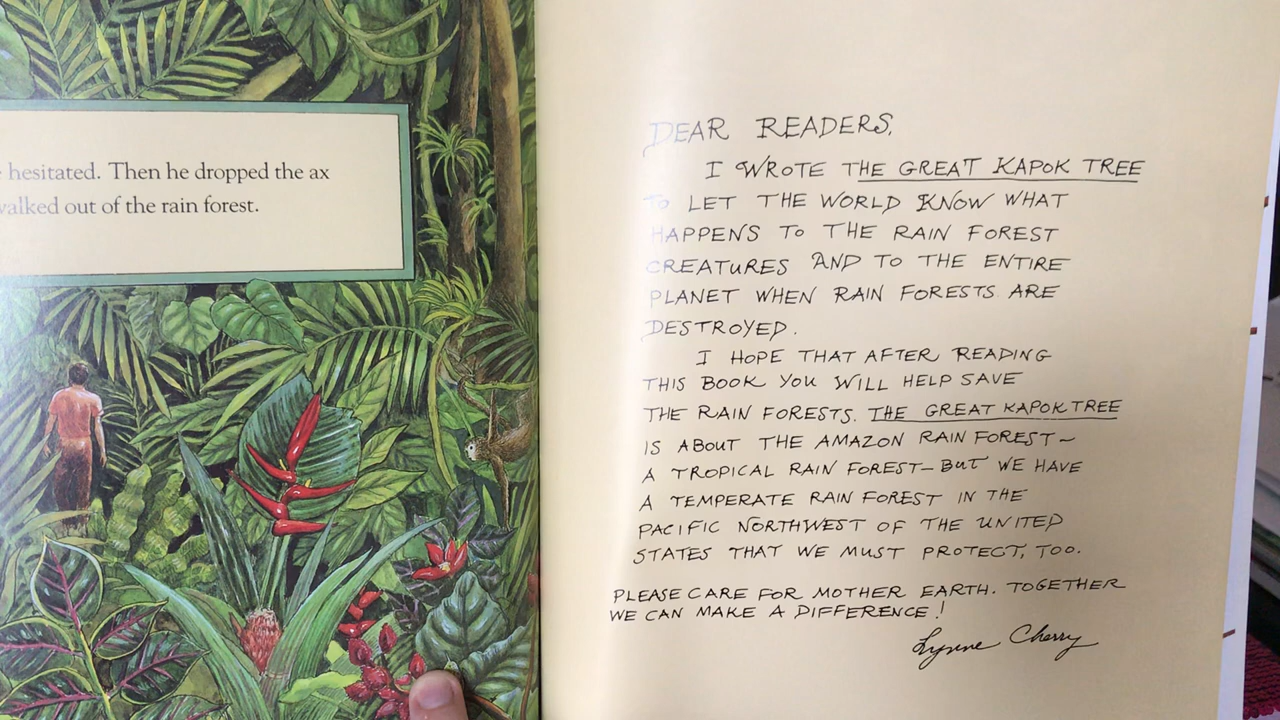 hesitated. Then he dropped the ax
walked out of the rain forest.
DEAR READERS,
I WROTE THE GREAT KAPOK TREE
TO LET THE WORLD KNOW WHAT
HAPPENS TO THE RAIN FOREST
CREATURES AND TO THE ENTIRE
PLANET WHEN RAIN FORESTS ARE
DESTROYED.
I HOPE THAT AFTER READING
THIS BOOK YOU WILL HELP SAVE
THE RAIN FORESTS. THE GREAT KAPOK TREE
IS ABOUT THE AMAZON RAIN FOREST—
A TROPICAL RAIN FOREST—BUT WE HAVE
A TEMPERATE RAIN FOREST IN THE
PACIFIC NORTHWEST OF THE UNITED
STATES THAT WE MUST PROTECT, TOO.
PLEASE CARE FOR MOTHER EARTH. TOGETHER
WE CAN MAKE A DIFFERENCE!
Lynne Cherry